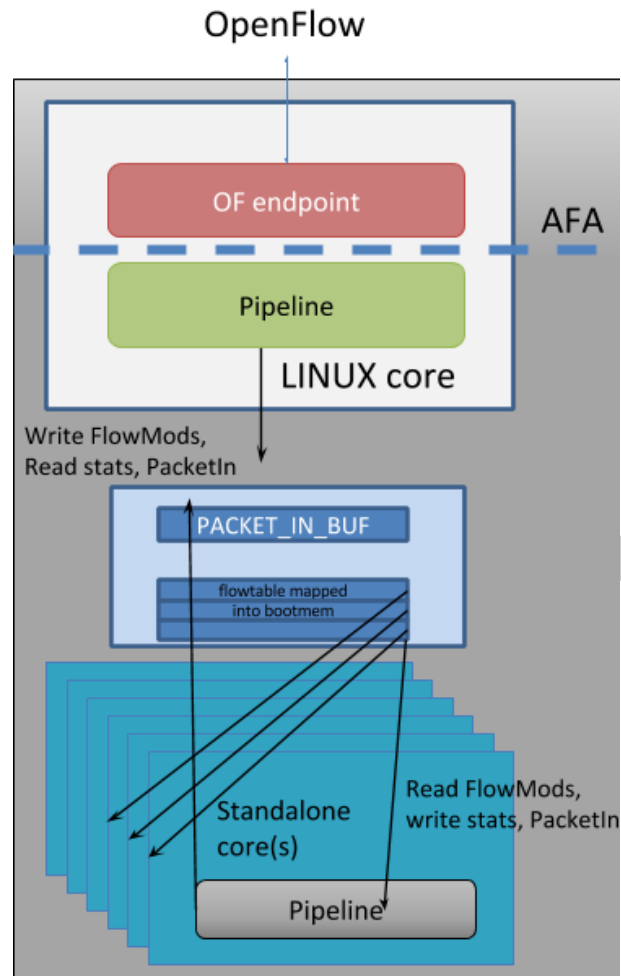 OpenFlow
OF endpoint
AFA
Pipeline
LINUX core
Write FlowMods,
Read stats, PacketIn
PACKET_IN_BUF
flowtable mapped
into bootmem
Standalone
core(s)
Read FlowMods,
write stats, PacketIn
Pipeline